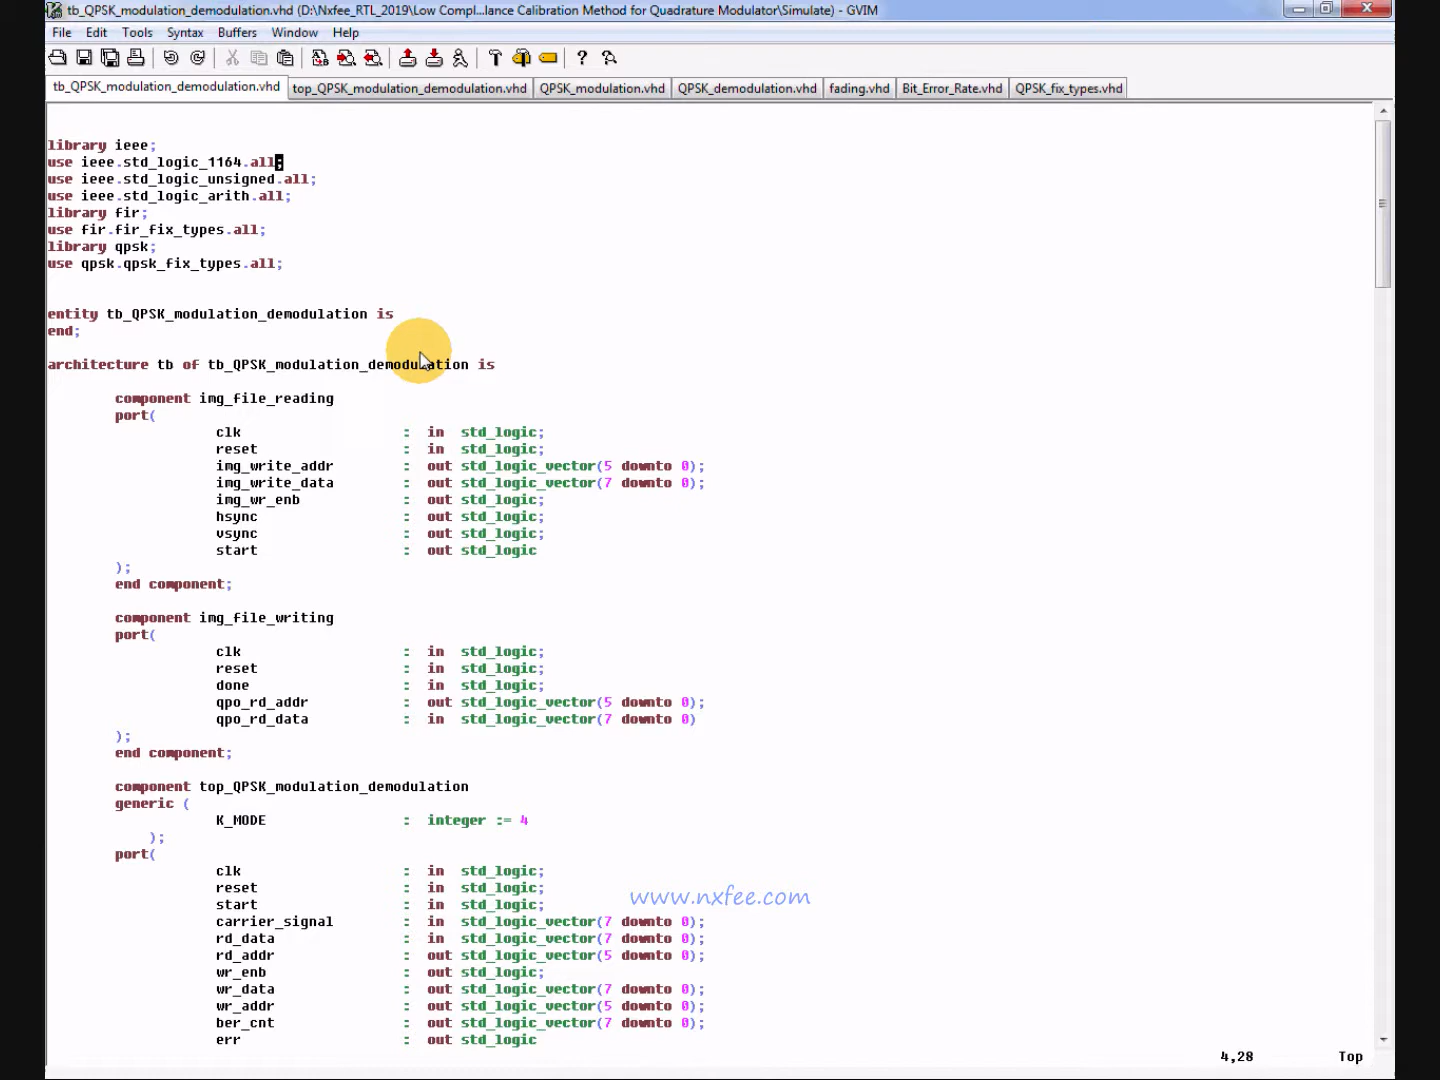 tb_QPSK_modulation_demodulation.vhd (D:\Nxfee_RTL_2019\Low Compl...lance Calibration Method for Quadrature Modulator\Simulate) - GVIM
File Edit Tools Syntax Buffers Window Help
tb_QPSK_modulation_demodulation.vhd top_QPSK_modulation_demodulation.vhd QPSK_modulation.vhd QPSK_demodulation.vhd fading.vhd Bit_Error_Rate.vhd QPSK_fix_types.vhd
library ieee;
use ieee.std_logic_1164.all;
use ieee.std_logic_unsigned.all;
use ieee.std_logic_arith.all;
library fir;
use fir.fir_fix_types.all;
library qpsk;
use qpsk.qpsk_fix_types.all;
entity tb_QPSK_modulation_demodulation is
end;
architecture tb of tb_QPSK_modulation_demodulation is
component img_file_reading
port(
clk : in std_logic;
reset : in std_logic;
img_write_addr : out std_logic_vector(5 downto 0);
img_write_data : out std_logic_vector(7 downto 0);
img_wr_enb : out std_logic;
hsync : out std_logic;
vsync : out std_logic;
start : out std_logic
);
end component;
component img_file_writing
port(
clk : in std_logic;
reset : in std_logic;
done : in std_logic;
qpo_rd_addr : out std_logic_vector(5 downto 0);
qpo_rd_data : in std_logic_vector(7 downto 0)
);
end component;
component top_QPSK_modulation_demodulation
generic (
K_MODE : integer := 4
);
port(
clk : in std_logic;
reset : in std_logic;
start : in std_logic;
carrier_signal : in std_logic_vector(7 downto 0);
rd_data : in std_logic_vector(7 downto 0);
rd_addr : out std_logic_vector(5 downto 0);
wr_enb : out std_logic;
wr_data : out std_logic_vector(7 downto 0);
wr_addr : out std_logic_vector(5 downto 0);
ber_cnt : out std_logic_vector(7 downto 0);
err : out std_logic
www.nxfee.com
4,28 Top